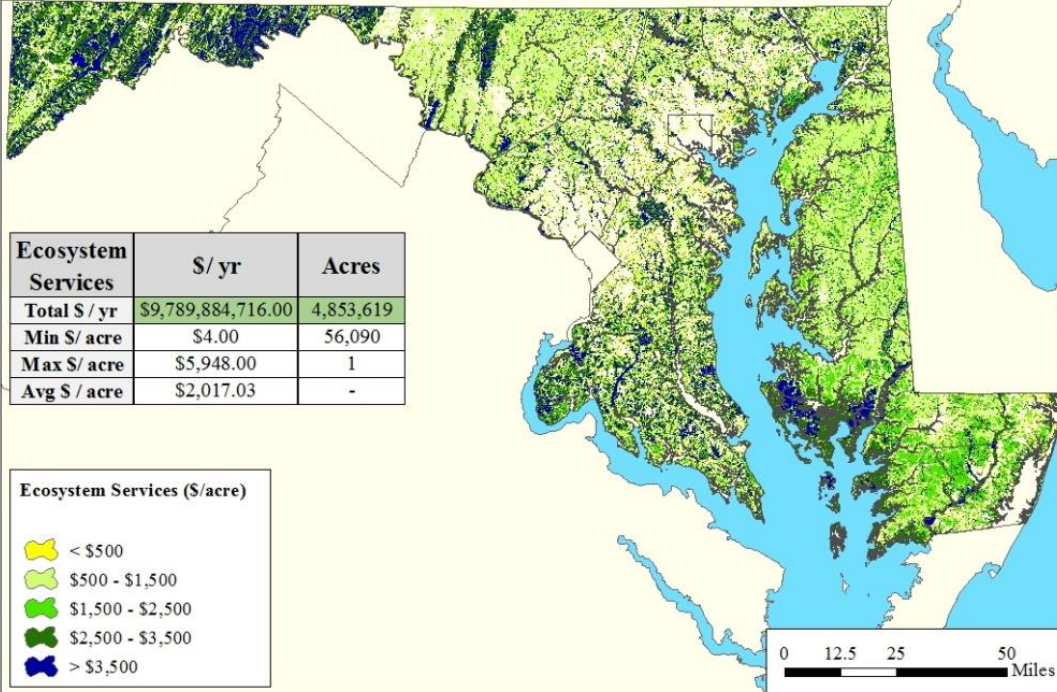 Ecosystem Services $/ yr Acres
Total $ / yr $9,789,884,716.00 4,853,619
Min $/ acre $4.00 56,090
Max $/ acre $5,948.00 1
Avg $ / acre $2,017.03 -
Ecosystem Services ($/acre)
< $500
$500 - $1,500
$1,500 - $2,500
$2,500 - $3,500
> $3,500
0 12.5 25 50
Miles